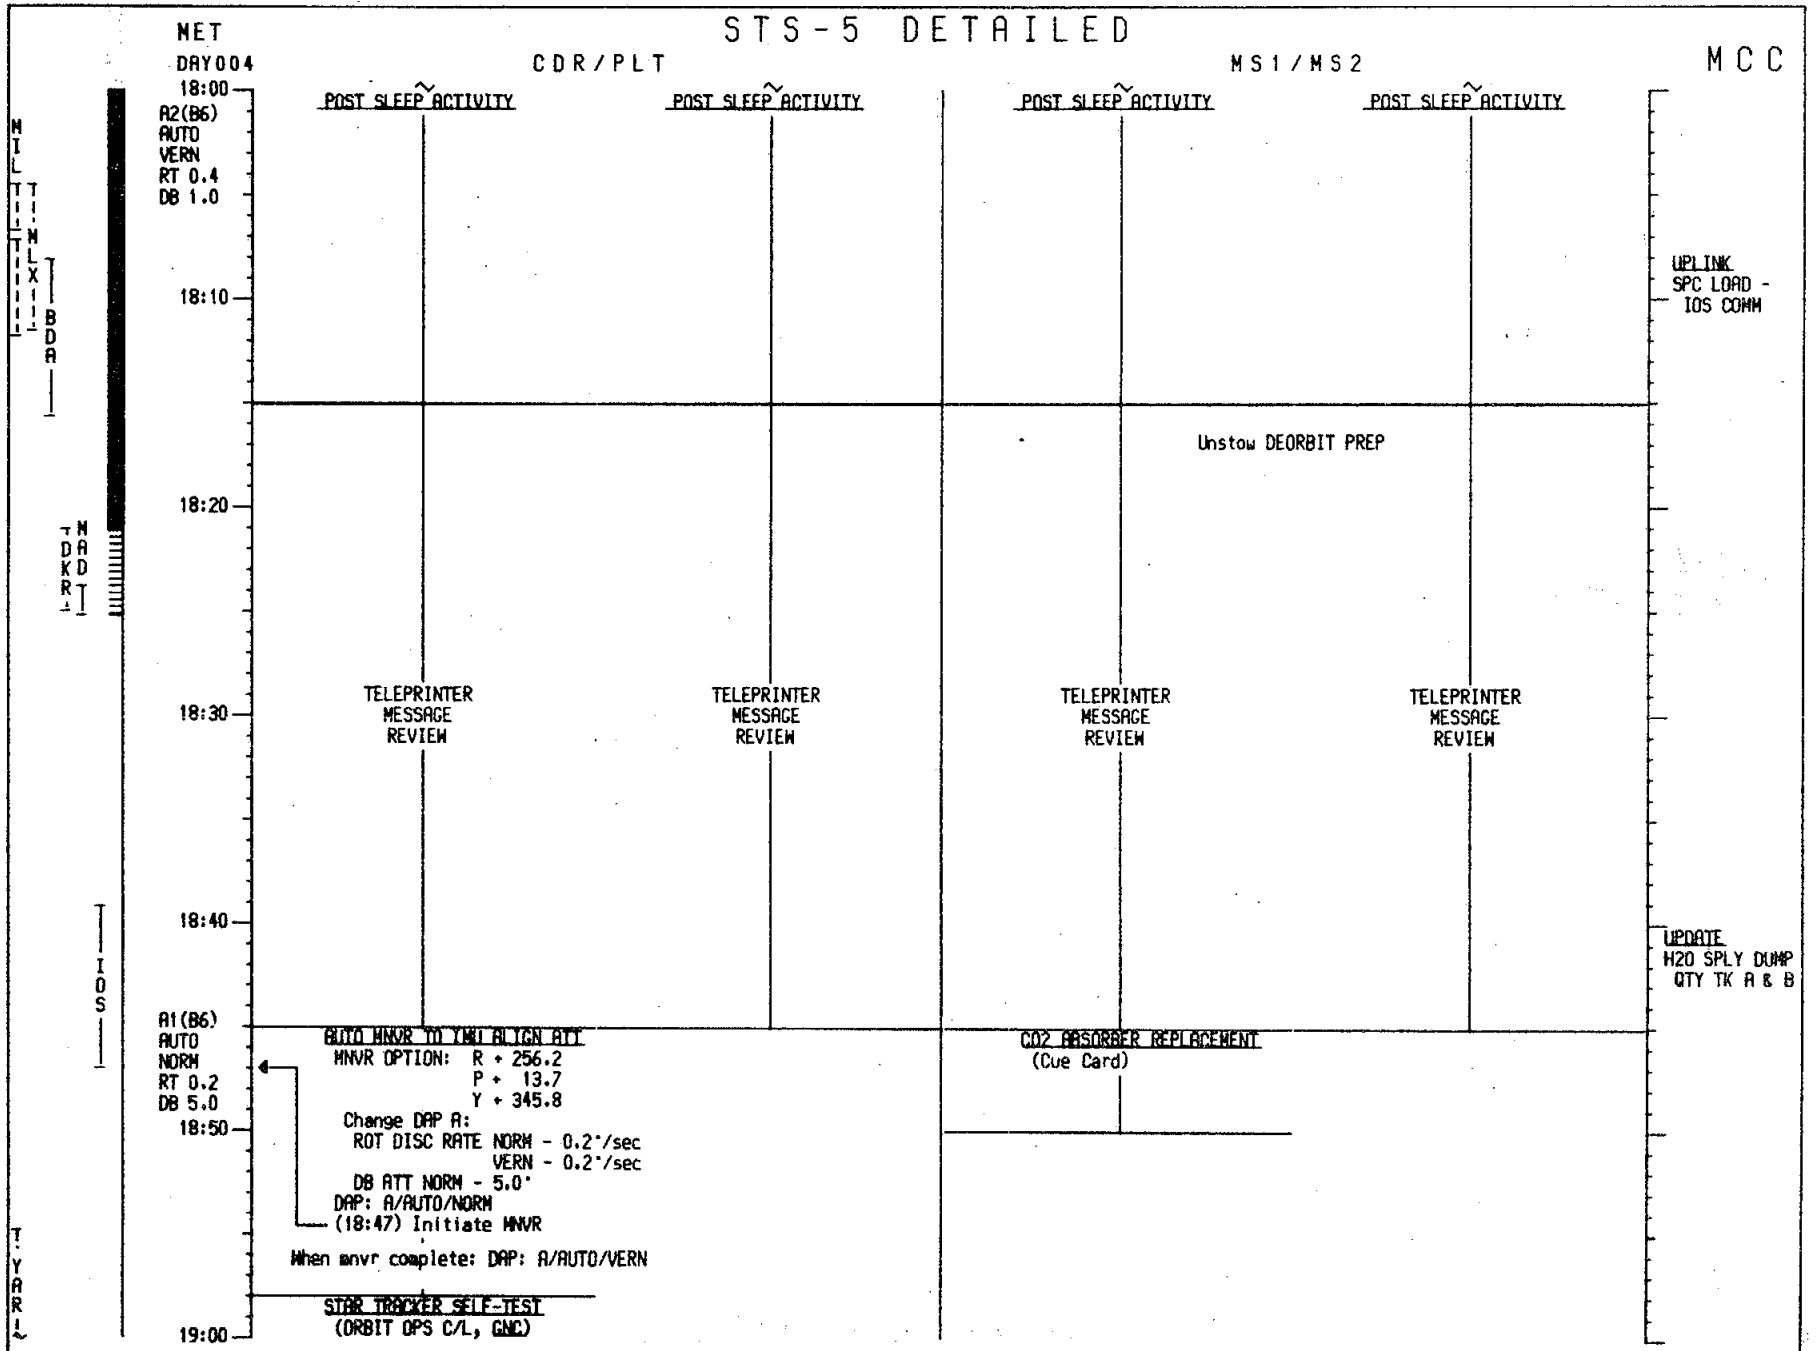 STS-5 DETAILED
MET
DAY004
CDR/PLT
MS1/MS2
MCC
18:00
POST SLEEP ACTIVITY
POST SLEEP ACTIVITY
POST SLEEP ACTIVITY
POST SLEEP ACTIVITY
A2(B6)
AUTO
VERN
RT 0.4
DB 1.0
MIL
MLX
BDA
18:10
UPLINK
SPC LOAD -
IOS COMM
Unstow DEORBIT PREP
18:20
MAD
DKR
TELEPRINTER
MESSAGE
REVIEW
TELEPRINTER
MESSAGE
REVIEW
TELEPRINTER
MESSAGE
REVIEW
TELEPRINTER
MESSAGE
REVIEW
18:30
18:40
IOS
UPDATE
H2O SPLY DUMP
QTY TK A & B
A1(B6)
AUTO
NORM
RT 0.2
DB 5.0
AUTO MNVR TO IMU ALIGN ATT
MNVR OPTION: R + 256.2
P + 13.7
Y + 345.8
Change DAP A:
ROT DISC RATE NORM - 0.2°/sec
VERN - 0.2°/sec
DB ATT NORM - 5.0°
DAP: A/AUTO/NORM
(18:47) Initiate MNVR
When mnvr complete: DAP: A/AUTO/VERN
CO2 ABSORBER REPLACEMENT
(Cue Card)
18:50
YAR
STAR TRACKER SELF-TEST
(ORBIT OPS C/L, GNC)
19:00